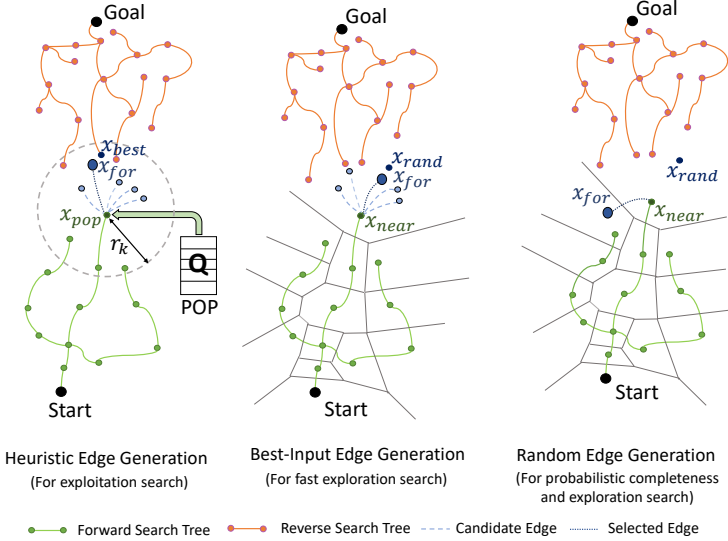 Goal
Goal
Goal
x_best
x_for
x_pop
r_k
Q
POP
Start
x_rand
x_for
x_near
Start
x_rand
x_for
x_near
Start
Heuristic Edge Generation
(For exploitation search)
Best-Input Edge Generation
(For fast exploration search)
Random Edge Generation
(For probabilistic completeness
and exploration search)
Forward Search Tree
Reverse Search Tree
Candidate Edge
Selected Edge